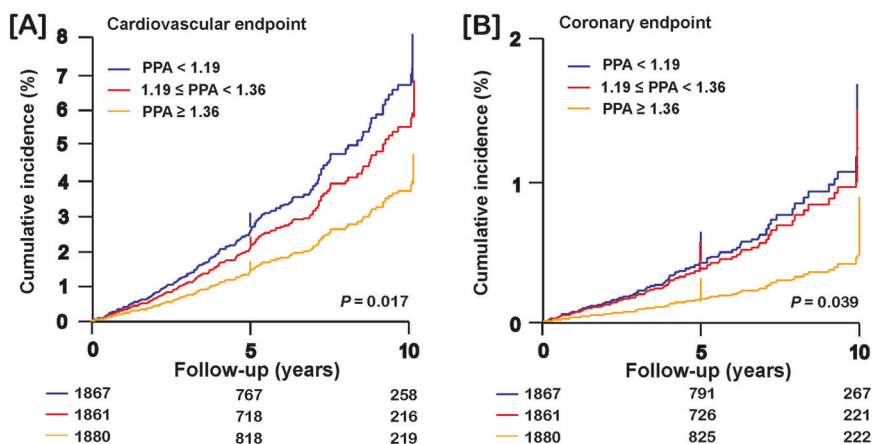 [A] Cardiovascular endpoint
8
7
6
5
4
3
2
1
0
Cumulative incidence (%)
PPA < 1.19
1.19 ≤ PPA < 1.36
PPA ≥ 1.36
P = 0.017
0 5 10
Follow-up (years)
1867 767 258
1861 718 216
1880 818 219
[B] Coronary endpoint
2
1
0
Cumulative incidence (%)
PPA < 1.19
1.19 ≤ PPA < 1.36
PPA ≥ 1.36
P = 0.039
0 5 10
Follow-up (years)
1867 791 267
1861 726 221
1880 825 222